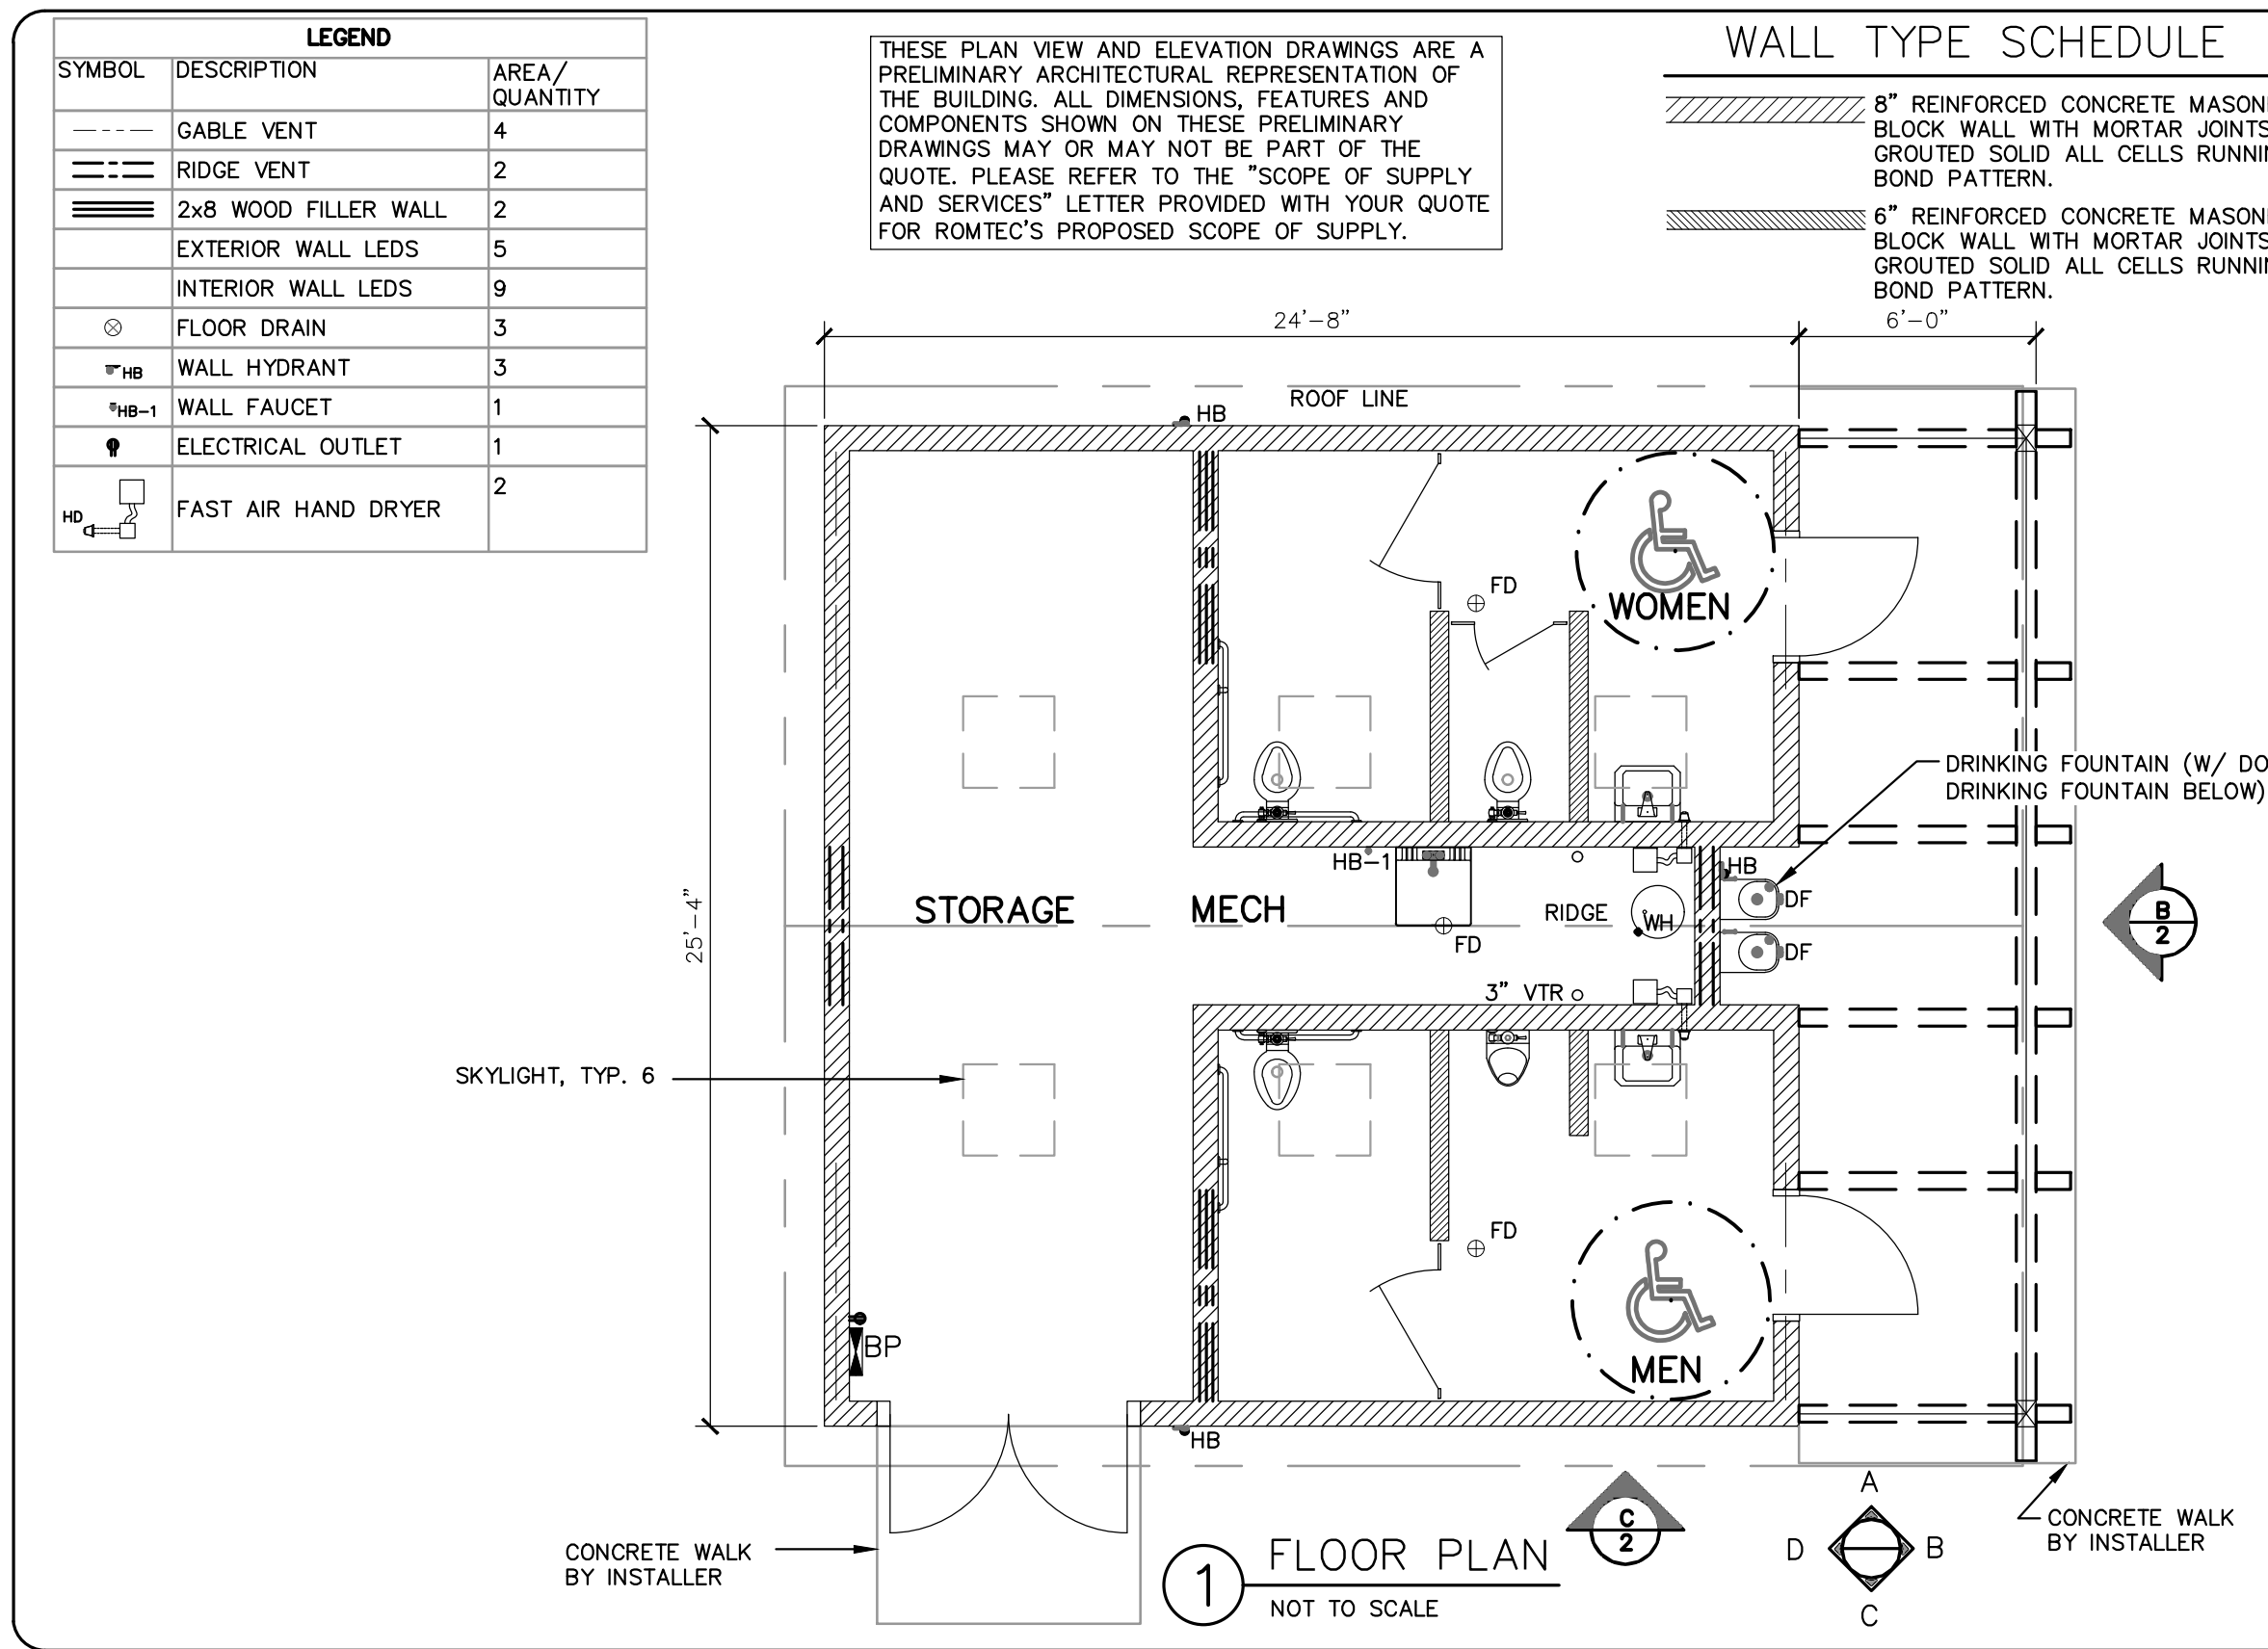 LEGEND
SYMBOL DESCRIPTION AREA/
QUANTITY
GABLE VENT 4
RIDGE VENT 2
2x8 WOOD FILLER WALL 2
EXTERIOR WALL LEDS 5
INTERIOR WALL LEDS 9
FLOOR DRAIN 3
HB WALL HYDRANT 3
HB-1 WALL FAUCET 1
ELECTRICAL OUTLET 1
HD FAST AIR HAND DRYER 2
THESE PLAN VIEW AND ELEVATION DRAWINGS ARE A
PRELIMINARY ARCHITECTURAL REPRESENTATION OF
THE BUILDING. ALL DIMENSIONS, FEATURES AND
COMPONENTS SHOWN ON THESE PRELIMINARY
DRAWINGS MAY OR MAY NOT BE PART OF THE
QUOTE. PLEASE REFER TO THE "SCOPE OF SUPPLY
AND SERVICES" LETTER PROVIDED WITH YOUR QUOTE
FOR ROMTEC'S PROPOSED SCOPE OF SUPPLY.
WALL TYPE SCHEDULE
8" REINFORCED CONCRETE
BLOCK WALL WITH MORTAR JOINTS
GROUTED SOLID ALL CELLS
BOND PATTERN.
6" REINFORCED CONCRETE
BLOCK WALL WITH MORTAR JOINTS
GROUTED SOLID ALL CELLS
BOND PATTERN.
24'-8"
6'-0"
ROOF LINE
HB
FD
WOMEN
DRINKING FOUNTAIN (W/
DRINKING FOUNTAIN BELOW)
HB-1
HB
25'-4"
STORAGE
MECH
RIDGE
WH
DF
FD
DF
B
2
3" VTR
SKYLIGHT, TYP. 6
FD
BP
MEN
HB
CONCRETE WALK
BY INSTALLER
1
FLOOR PLAN
NOT TO SCALE
C
2
A
D
B
C
CONCRETE WALK
BY INSTALLER